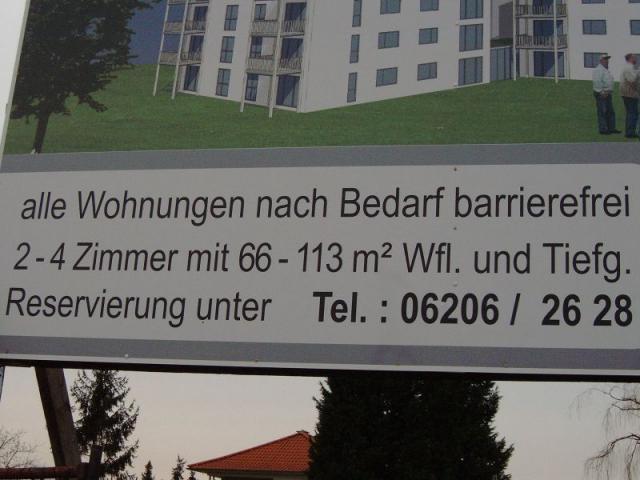 alle Wohnungen nach Bedarf barrierefrei
2 - 4 Zimmer mit 66 - 113 m² Wfl. und Tiefg.
Reservierung unter Tel. : 06206 / 26 28